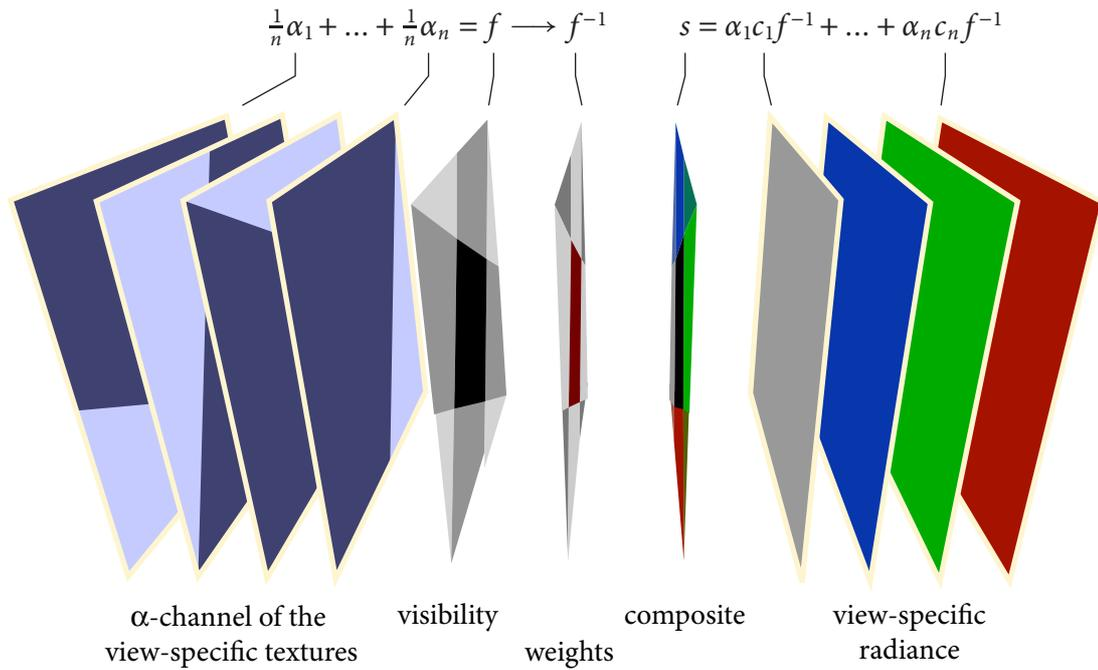 1/n α₁ + ... + 1/n αₙ = f ⟶ f⁻¹
s = α₁c₁f⁻¹ + ... + αₙcₙf⁻¹
α-channel of the
view-specific textures
visibility
weights
composite
view-specific
radiance